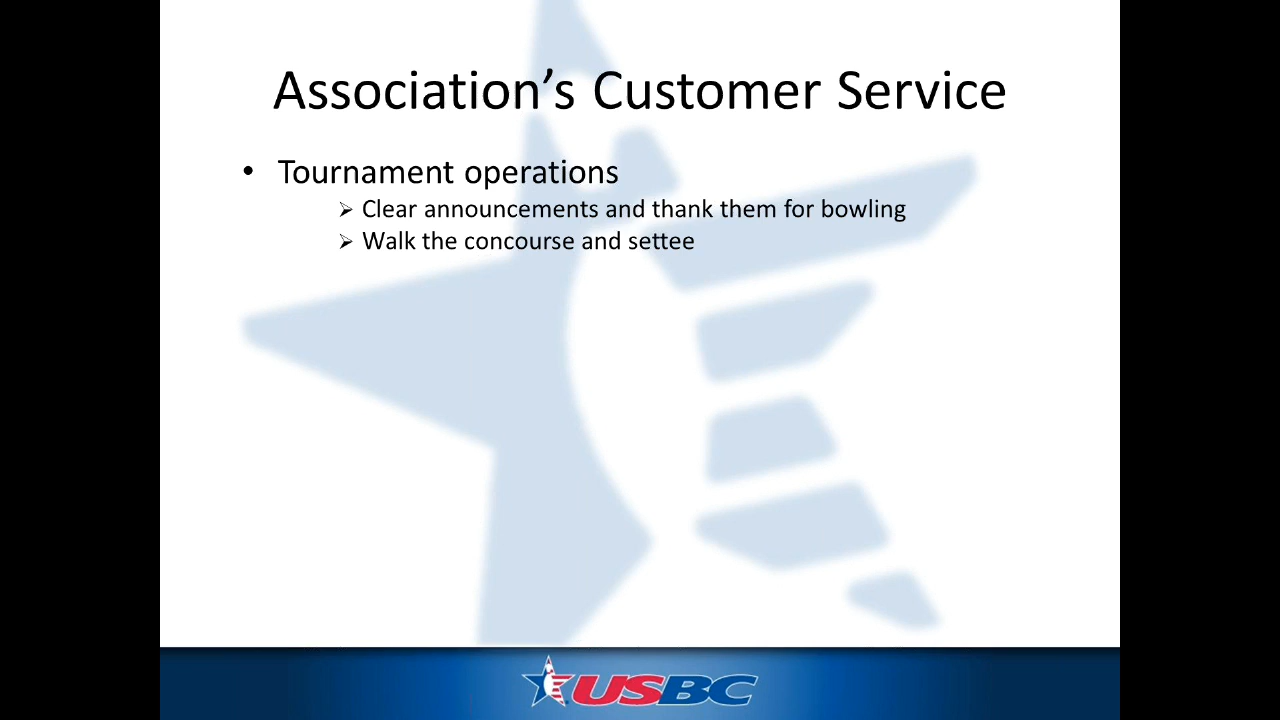 Association’s Customer Service
• Tournament operations
➢ Clear announcements and thank them for bowling
➢ Walk the concourse and settee
USBC